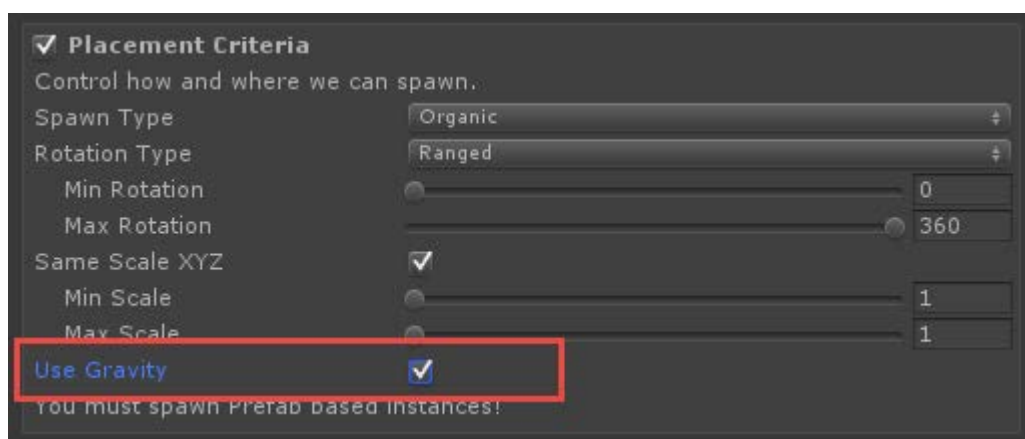 Placement Criteria
Control how and where we can spawn.
Spawn Type Organic
Rotation Type Ranged
Min Rotation 0
Max Rotation 360
Same Scale XYZ
Min Scale 1
Max Scale 1
Use Gravity
You must spawn Prefab based instances!